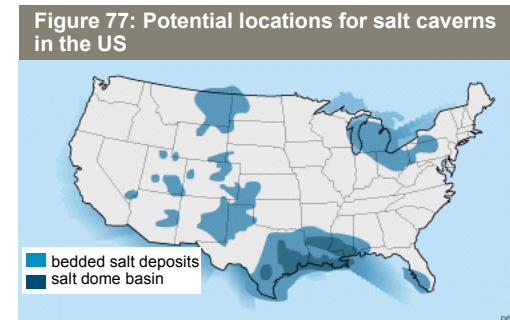 Figure 77: Potential locations for salt caverns
in the US
bedded salt deposits
salt dome basin